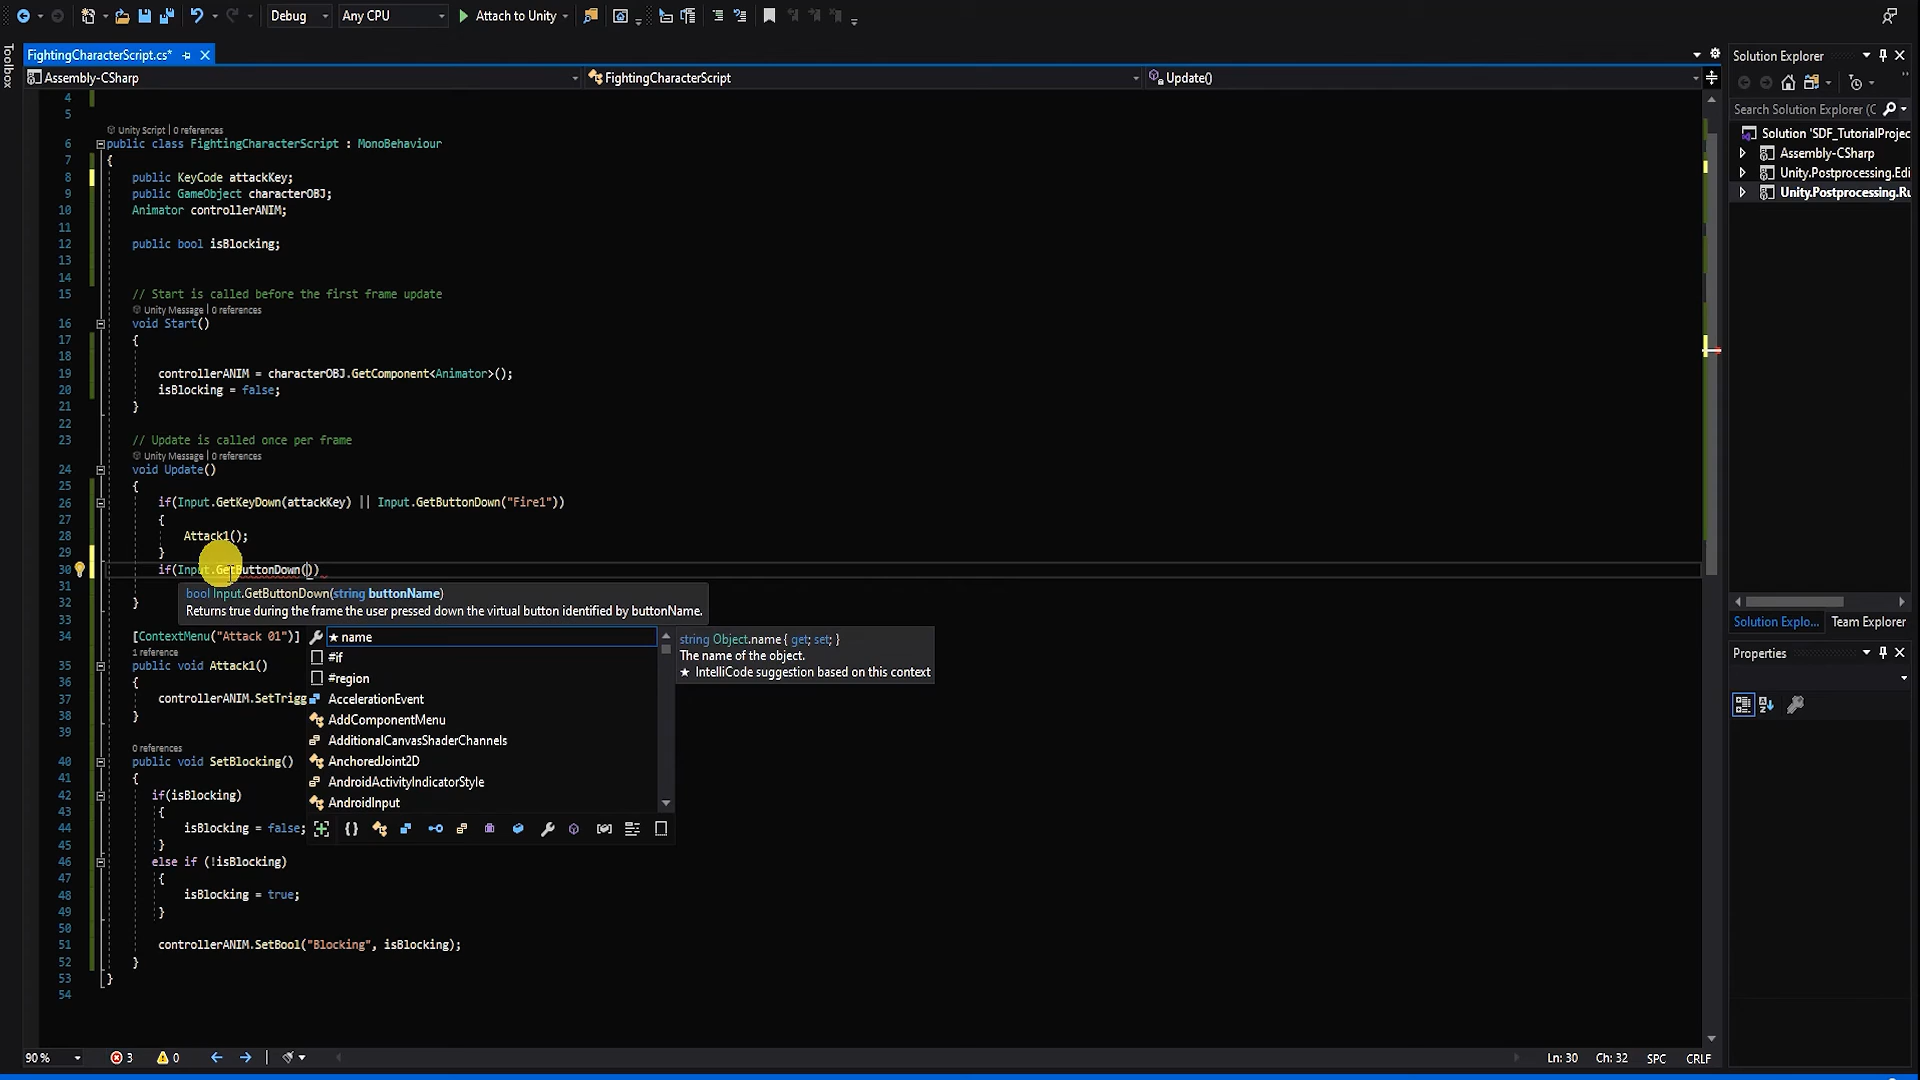 Debug
Any CPU
Attach to Unity
Toolbox
FightingCharacterScript.cs*
Assembly-CSharp
FightingCharacterScript
Update()
4
5
Unity Script | 0 references
6 public class FightingCharacterScript : MonoBehaviour
7 {
8 public KeyCode attackKey;
9 public GameObject characterOBJ;
10 Animator controllerANIM;
11
12 public bool isBlocking;
13
14
15 // Start is called before the first frame update
Unity Message | 0 references
16 void Start()
17 {
18
19 controllerANIM = characterOBJ.GetComponent<Animator>();
20 isBlocking = false;
21 }
22
23 // Update is called once per frame
Unity Message | 0 references
24 void Update()
25 {
26 if(Input.GetKeyDown(attackKey) || Input.GetButtonDown("Fire1"))
27 {
28 Attack1();
29 }
30 if(Input.GetButtonDown())
31
32 }
33
34 [ContextMenu("Attack 01")]
1 reference
35 public void Attack1()
36 {
37 controllerANIM.SetTrigg
38 }
39
0 references
40 public void SetBlocking()
41 {
42 if(isBlocking)
43 {
44 isBlocking = false;
45 }
46 else if (!isBlocking)
47 {
48 isBlocking = true;
49 }
50
51 controllerANIM.SetBool("Blocking", isBlocking);
52 }
53 }
54
bool Input.GetButtonDown(string buttonName)
Returns true during the frame the user pressed down the virtual button identified by buttonName.
★ name
#if
#region
AccelerationEvent
AddComponentMenu
AdditionalCanvasShaderChannels
AnchoredJoint2D
AndroidActivityIndicatorStyle
AndroidInput
string Object.name { get; set; }
The name of the object.
★ IntelliCode suggestion based on this context
Solution Explorer
Search Solution Explorer (C
Solution 'SDF_TutorialProjec
Assembly-CSharp
Unity.Postprocessing.Edi
Unity.Postprocessing.Ru
Solution Explo...
Team Explorer
Properties
90 %
3
0
Ln: 30
Ch: 32
SPC
CRLF